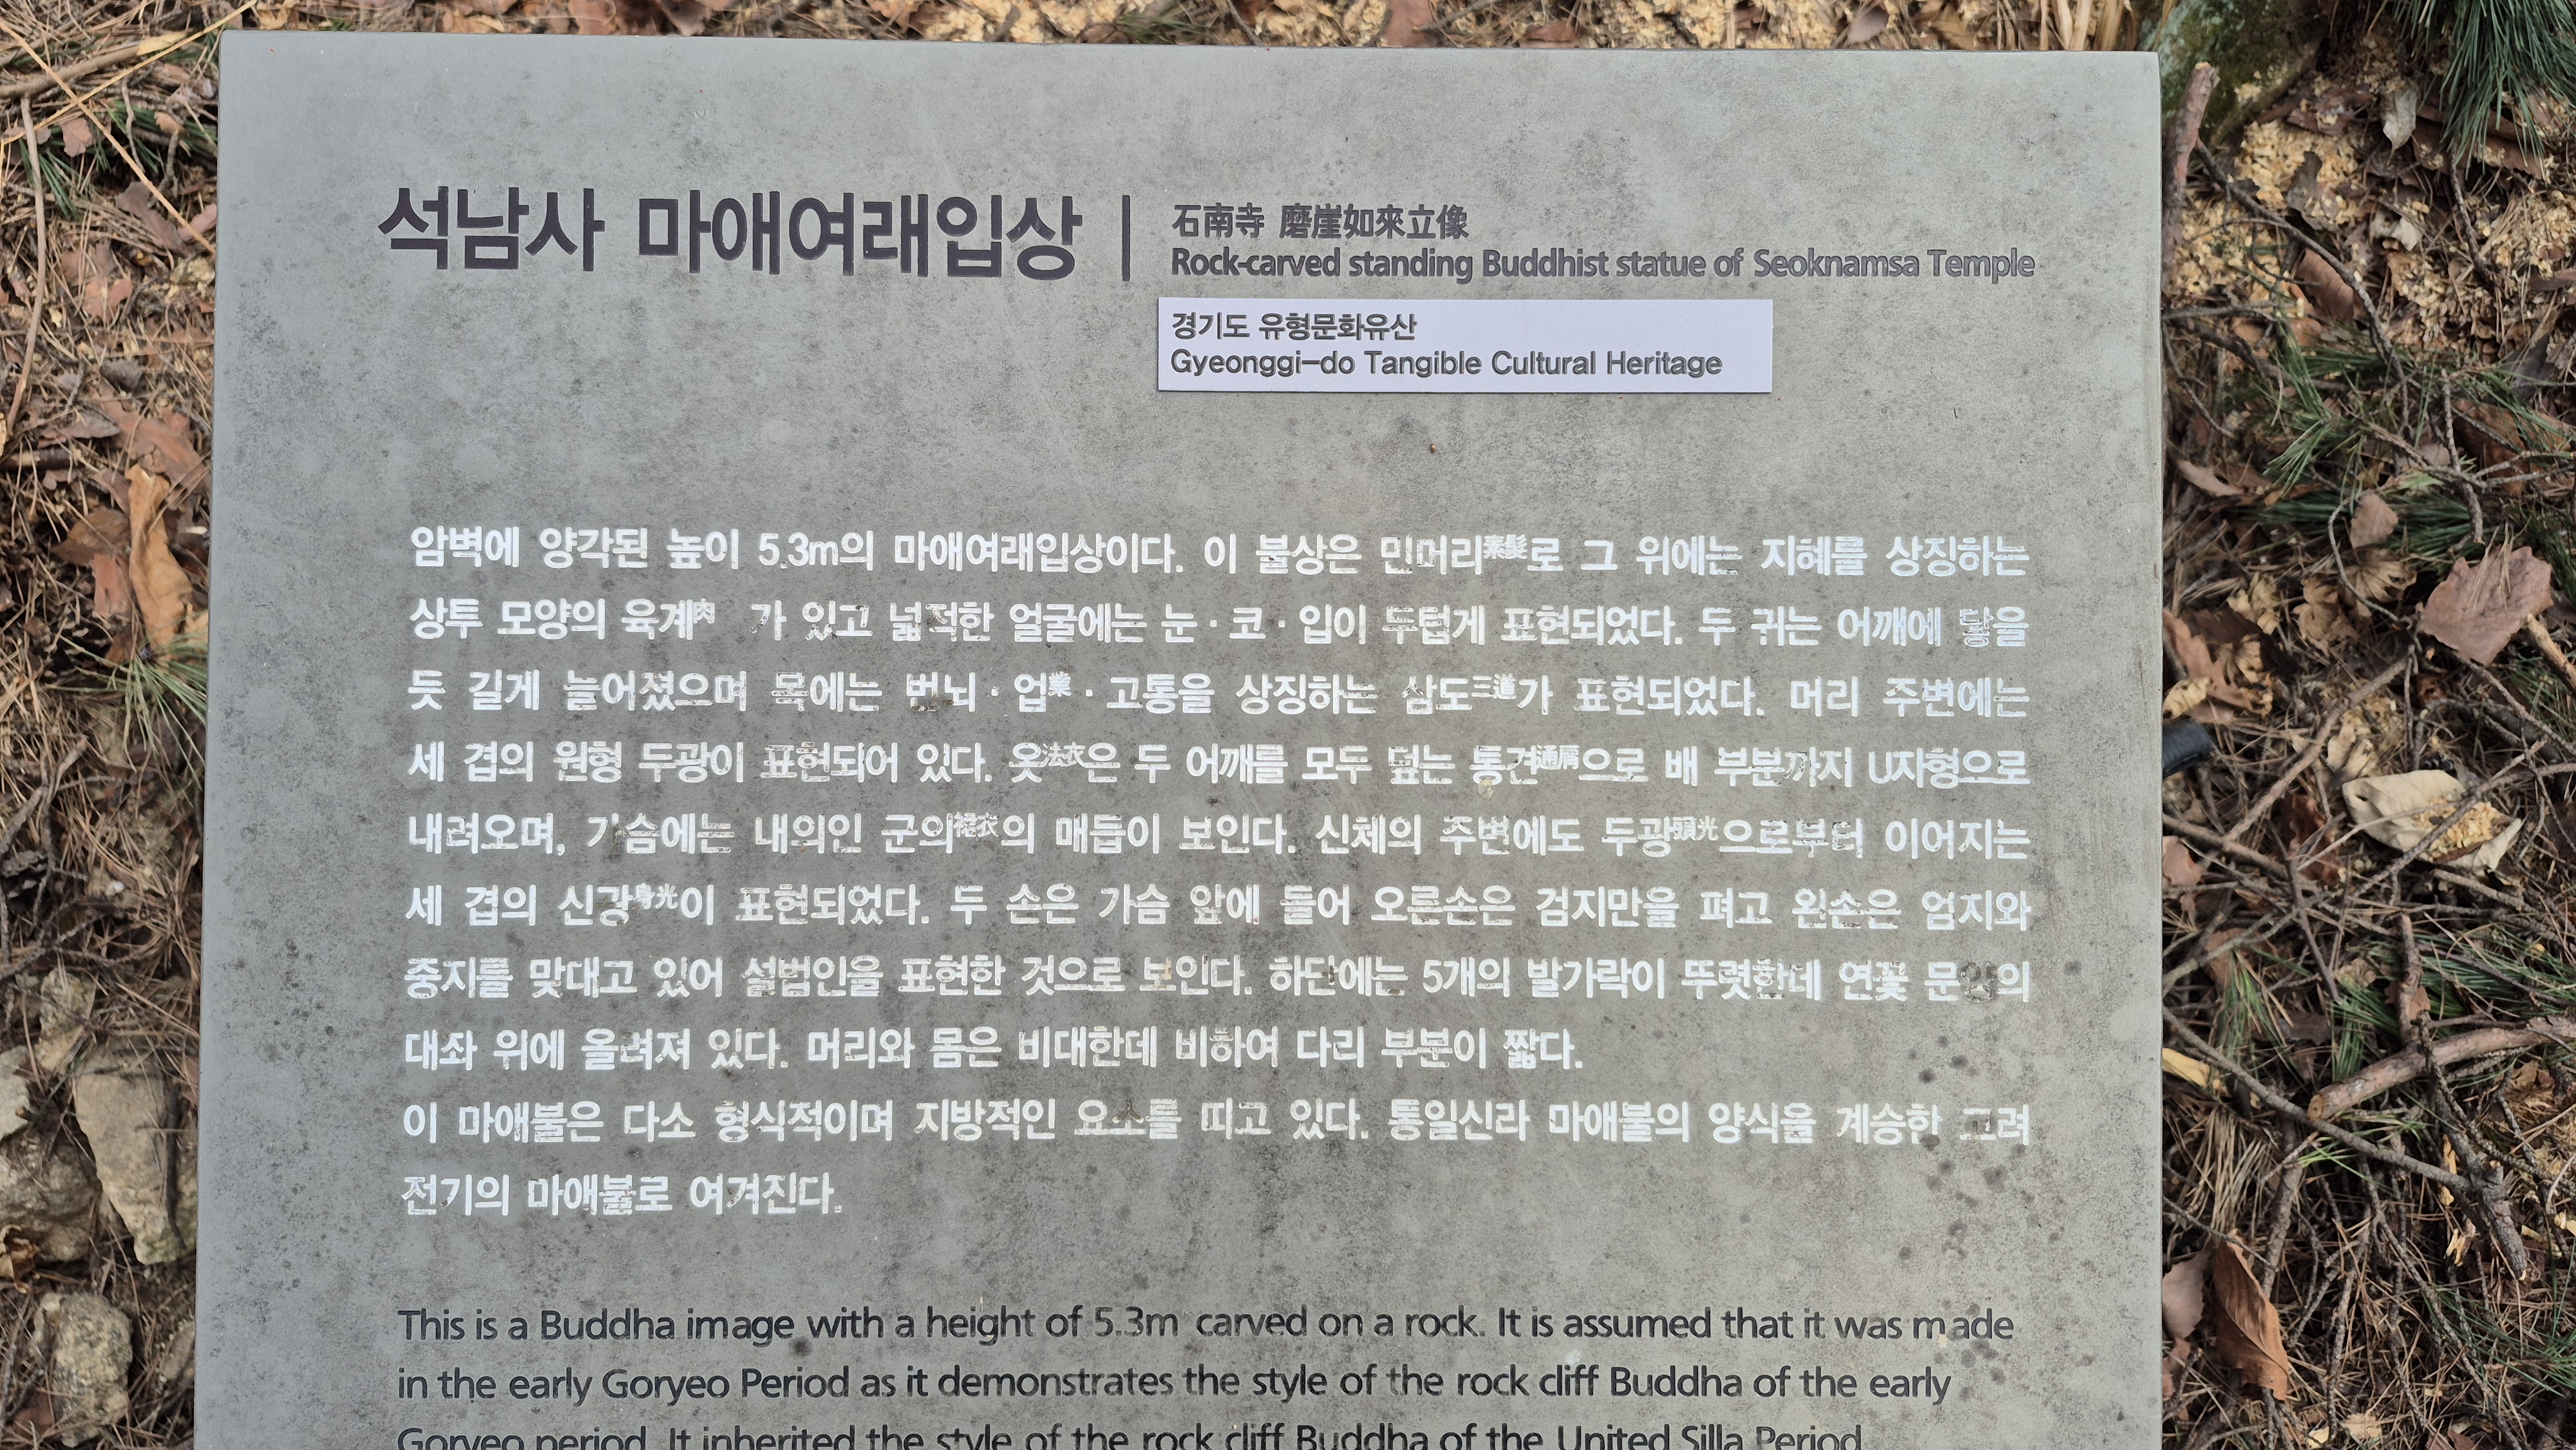 석남사 마애여래입상
石南寺 磨崖如來立像
Rock-carved standing Buddhist statue of Seoknamsa Temple
경기도 유형문화유산
Gyeonggi-do Tangible Cultural Heritage
암벽에 양각된 높이 5.3m의 마애여래입상이다. 이 불상은 민머리素髮로 그 위에는 지혜를 상징하는
상투 모양의 육계肉 가 있고 넓적한 얼굴에는 눈·코·입이 두텁게 표현되었다. 두 귀는 어깨에 닿을
듯 길게 늘어졌으며 목에는 번뇌·업業·고통을 상징하는 삼도三道가 표현되었다. 머리 주변에는
세 겹의 원형 두광이 표현되어 있다. 옷法衣은 두 어깨를 모두 덮는 통견通肩으로 배 부분까지 U자형으로
내려오며, 가슴에는 내의인 군의裙衣의 매듭이 보인다. 신체의 주변에도 두광頭光으로부터 이어지는
세 겹의 신광身光이 표현되었다. 두 손은 가슴 앞에 들어 오른손은 검지만을 펴고 왼손은 엄지와
중지를 맞대고 있어 설법인을 표현한 것으로 보인다. 하단에는 5개의 발가락이 뚜렷한데 연꽃 문양의
대좌 위에 올려져 있다. 머리와 몸은 비대한데 비하여 다리 부분이 짧다.
이 마애불은 다소 형식적이며 지방적인 요소를 띠고 있다. 통일신라 마애불의 양식을 계승한 고려
전기의 마애불로 여겨진다.
This is a Buddha image with a height of 5.3m carved on a rock. It is assumed that it was made
in the early Goryeo Period as it demonstrates the style of the rock cliff Buddha of the early
Goryeo period. It inherited the style of the rock cliff Buddha of the United Silla Period